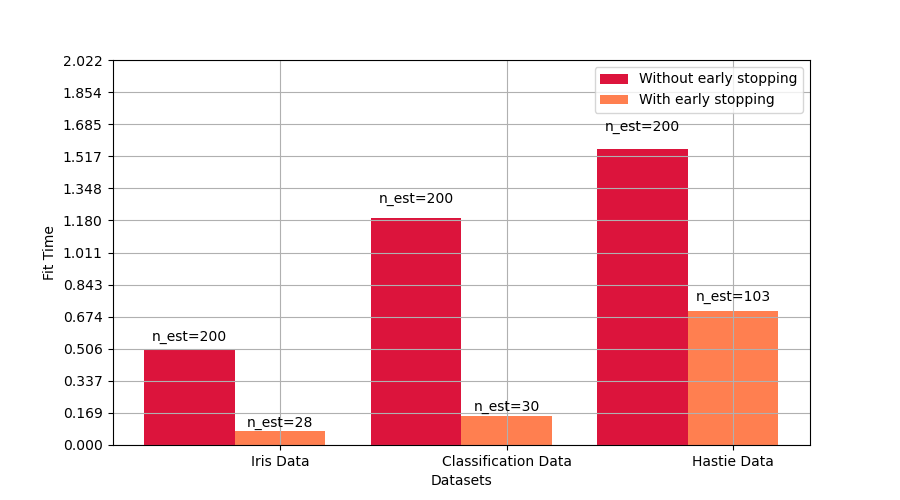 2.022
1.854
1.685
1.517
1.348
1.180
1.011
0.843
0.674
0.506
0.337
0.169
0.000
Fit Time
Without early stopping
With early stopping
n_est=200
n_est=28
n_est=200
n_est=30
n_est=200
n_est=103
Iris Data
Classification Data
Hastie Data
Datasets